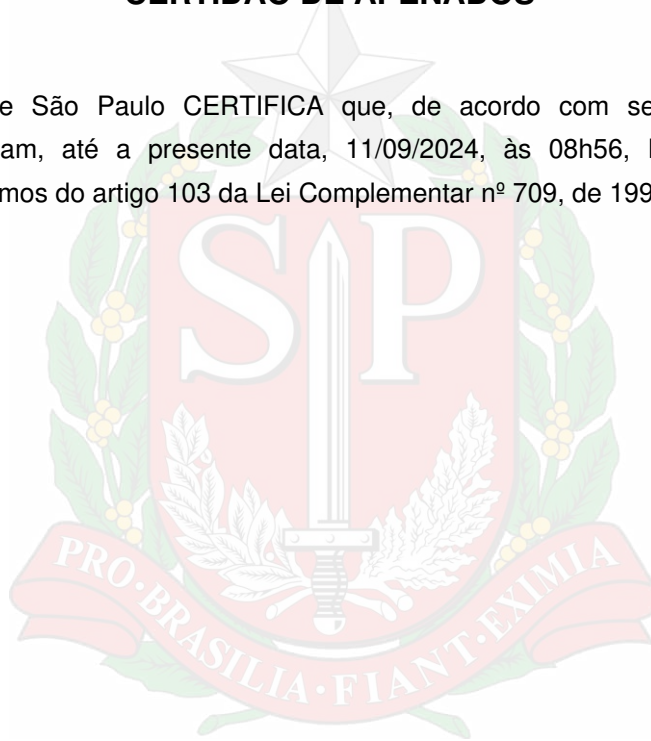 CERTIDÃO DE APENADOS
e São Paulo CERTIFICA que, de acordo com se
am, até a presente data, 11/09/2024, às 08h56,
mos do artigo 103 da Lei Complementar nº 709, de 199
SP
PRO·BRASILIA·FIANT·EXIMIA